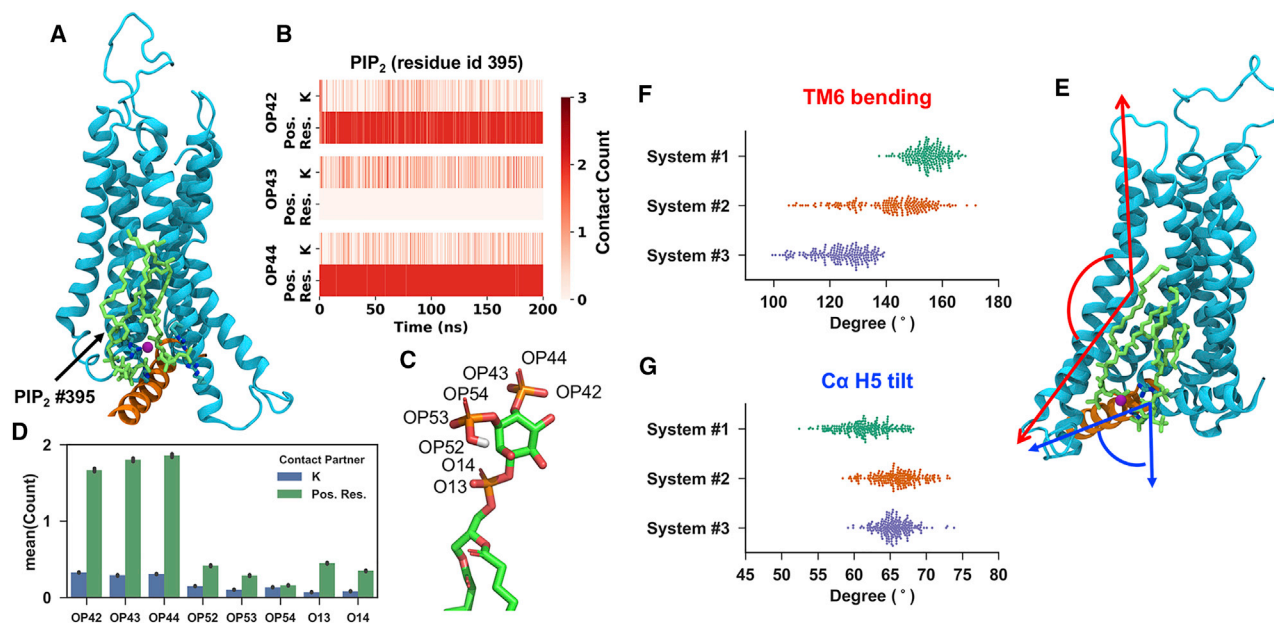 A
PIP2 #395
B
PIP2 (residue id 395)
OP42
K
Pos. Res.
OP43
K
Pos. Res.
OP44
K
Pos. Res.
0 50 100 150 200
Time (ns)
3
2
1
0
Contact Count
C
OP44
OP43
OP42
OP54
OP53
OP52
O14
O13
D
Contact Partner
K
Pos. Res.
mean(Count)
2
1
0
OP42 OP43 OP44 OP52 OP53 OP54 O13 O14
F
TM6 bending
System #1
System #2
System #3
100 120 140 160 180
Degree (°)
G
Cα H5 tilt
System #1
System #2
System #3
45 50 55 60 65 70 75
Degree (°)
E